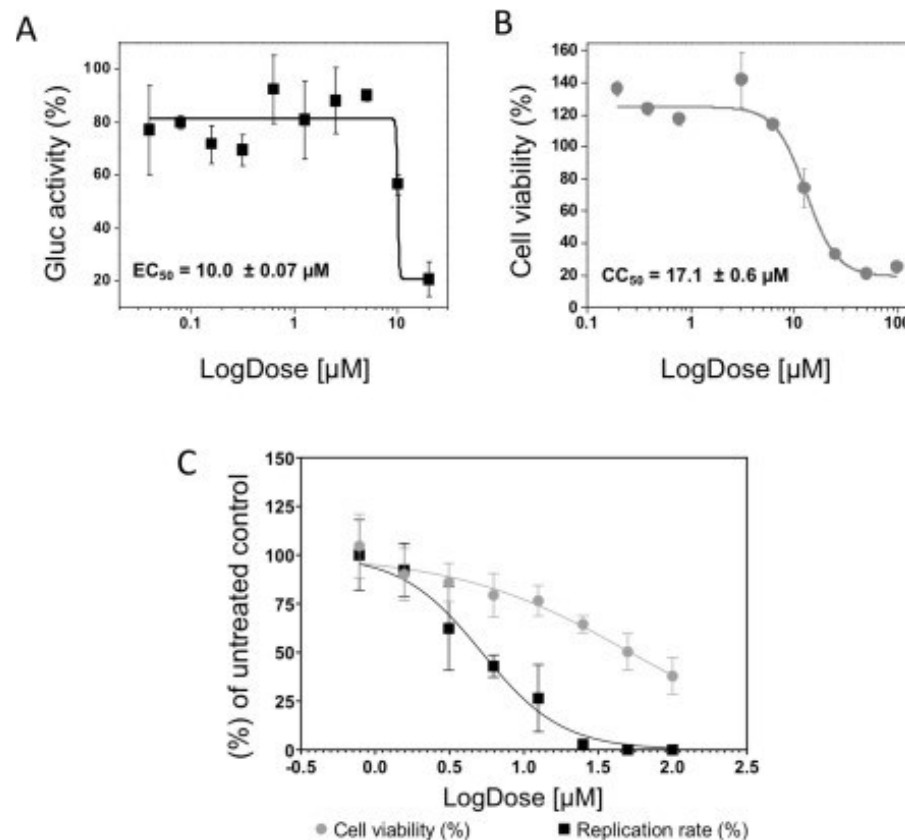 A
Gluc activity (%)
100
80
60
40
20
EC50 = 10.0 ± 0.07 µM
0.1
1
10
LogDose [µM]
B
Cell viability (%)
160
140
120
100
80
60
40
20
0
CC50 = 17.1 ± 0.6 µM
0.1
1
10
100
LogDose [µM]
C
(%) of untreated control
150
125
100
75
50
25
0
-0.5
0.0
0.5
1.0
1.5
2.0
2.5
LogDose [µM]
Cell viability (%)
Replication rate (%)